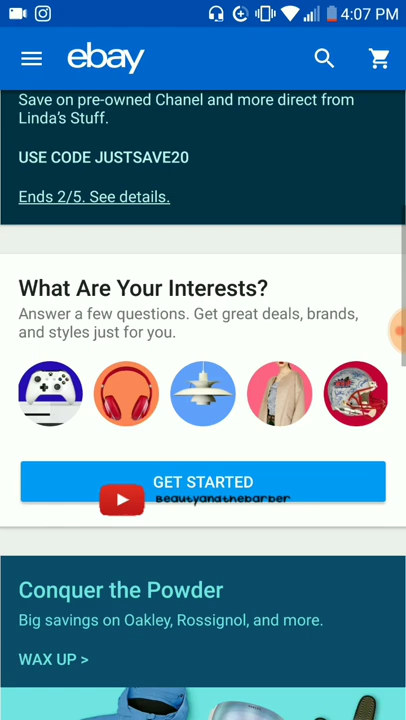 4:07 PM
ebay
Save on pre-owned Chanel and more direct from
Linda's Stuff.
USE CODE JUSTSAVE20
Ends 2/5. See details.
What Are Your Interests?
Answer a few questions. Get great deals, brands,
and styles just for you.
GET STARTED
Beautyandthebarber
Conquer the Powder
Big savings on Oakley, Rossignol, and more.
WAX UP >